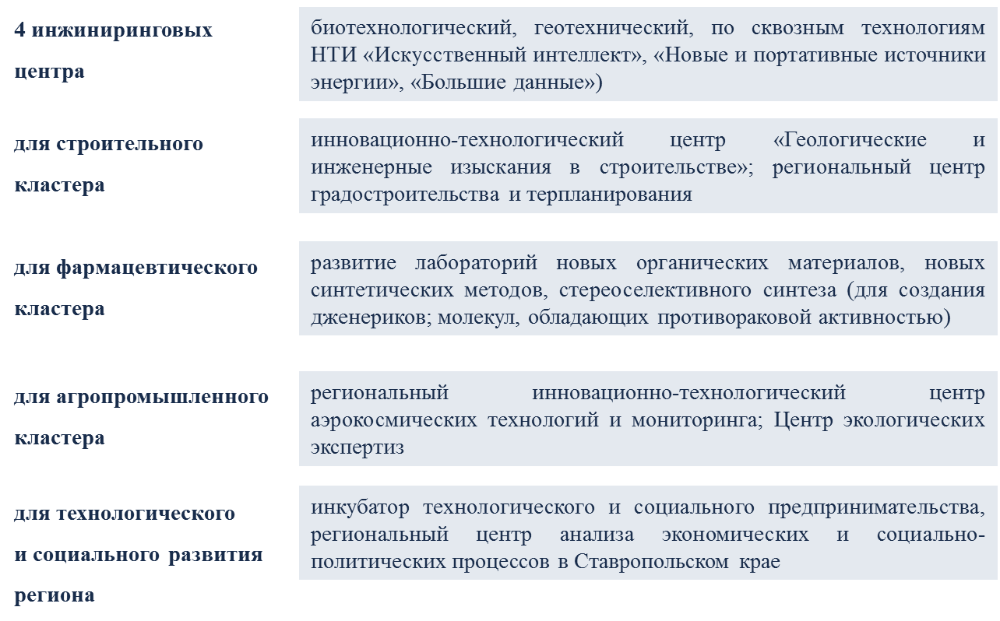 4 инжиниринговых
центра
биотехнологический, геотехнический, по сквозным технологиям
НТИ «Искусственный интеллект», «Новые и портативные источники
энергии», «Большие данные»)
для строительного
кластера
инновационно-технологический центр «Геологические и
инженерные изыскания в строительстве»; региональный центр
градостроительства и терпланирования
для фармацевтического
кластера
развитие лабораторий новых органических материалов, новых
синтетических методов, стереоселективного синтеза (для создания
дженериков; молекул, обладающих противораковой активностью)
для агропромышленного
кластера
региональный инновационно-технологический центр
аэрокосмических технологий и мониторинга; Центр экологических
экспертиз
для технологического
и социального развития
региона
инкубатор технологического и социального предпринимательства,
региональный центр анализа экономических и социально-
политических процессов в Ставропольском крае